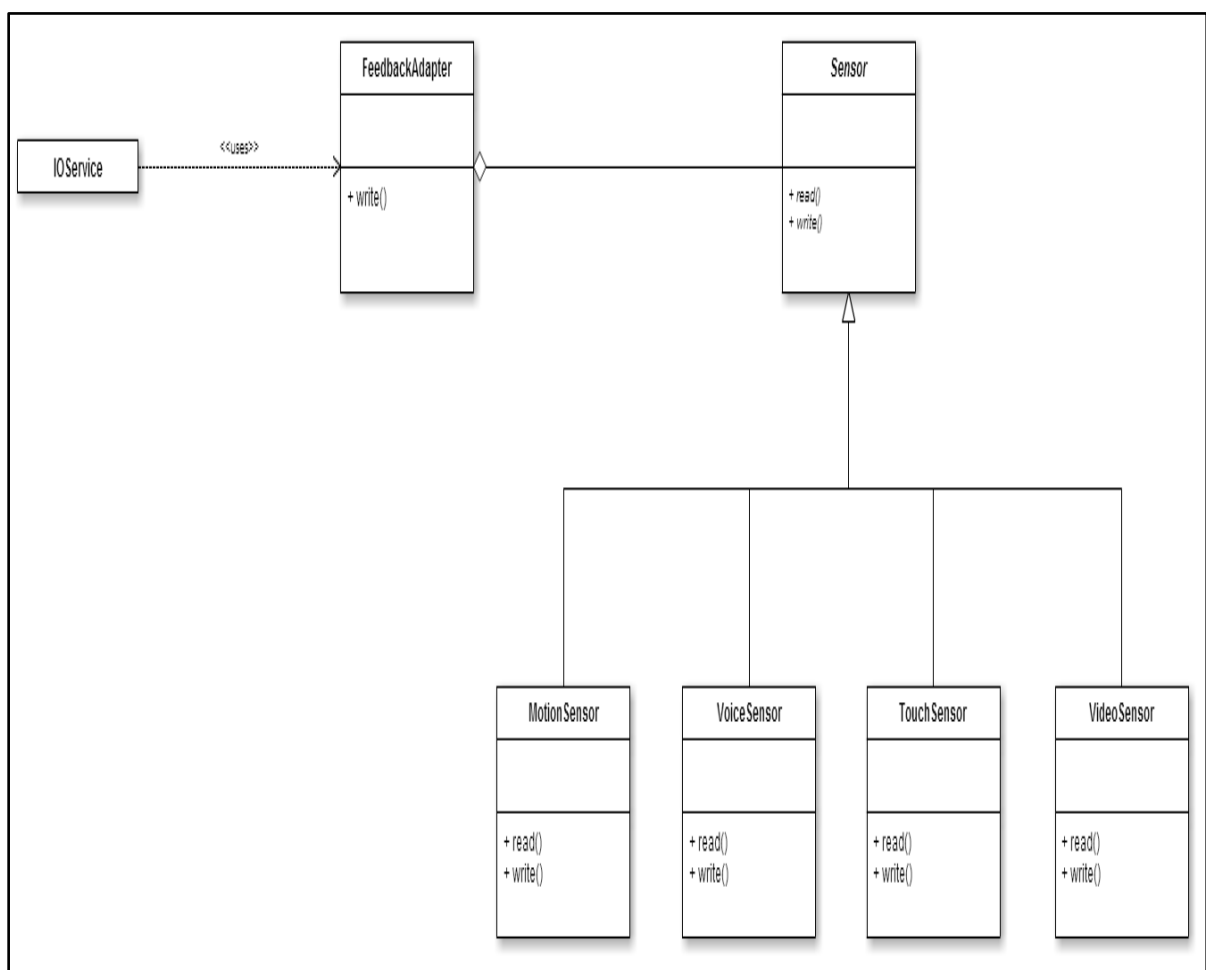 FeedbackAdapter
Sensor
IOService
<<uses>>
+ write()
+ read()
+ write()
MotionSensor
VoiceSensor
TouchSensor
VideoSensor
+ read()
+ write()
+ read()
+ write()
+ read()
+ write()
+ read()
+ write()